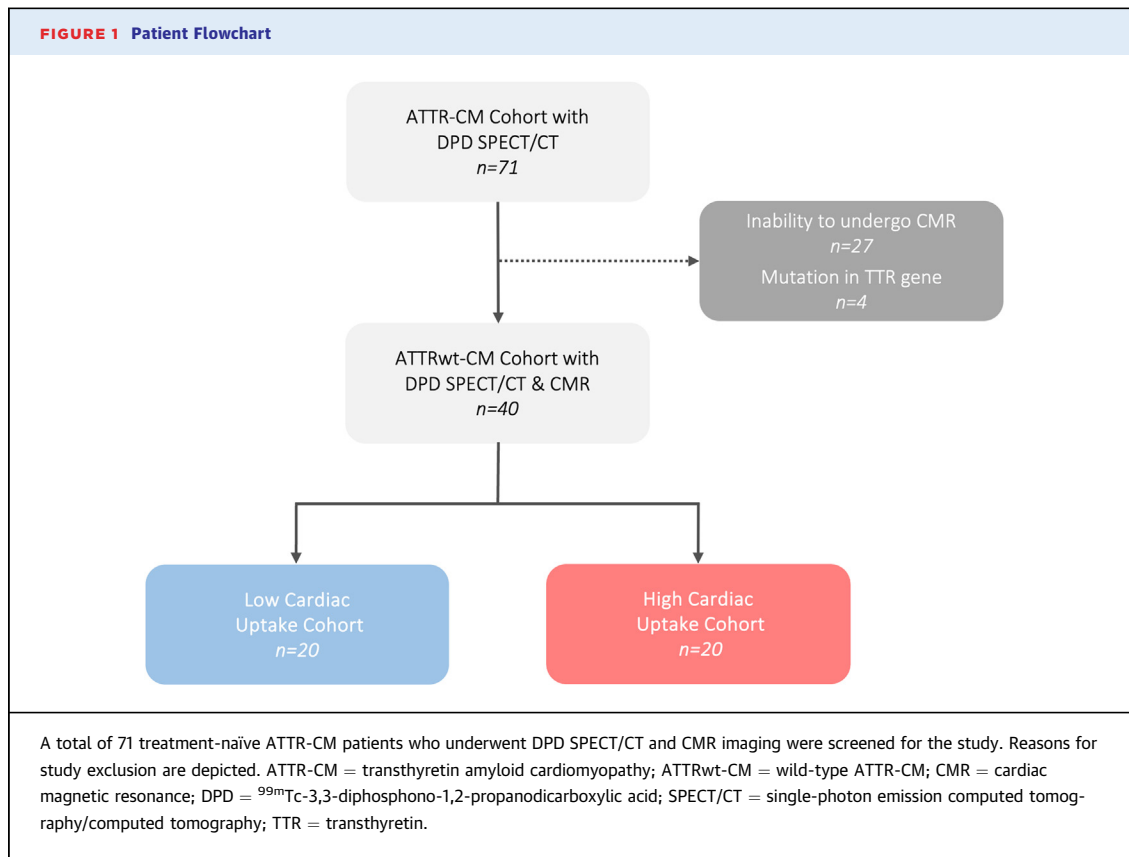 FIGURE 1 Patient Flowchart
ATTR-CM Cohort with
DPD SPECT/CT
n=71
Inability to undergo CMR
n=27
Mutation in TTR gene
n=4
ATTRwt-CM Cohort with
DPD SPECT/CT & CMR
n=40
Low Cardiac
Uptake Cohort
n=20
High Cardiac
Uptake Cohort
n=20
A total of 71 treatment-naïve ATTR-CM patients who underwent DPD SPECT/CT and CMR imaging were screened for the study. Reasons for
study exclusion are depicted. ATTR-CM = transthyretin amyloid cardiomyopathy; ATTRwt-CM = wild-type ATTR-CM; CMR = cardiac
magnetic resonance; DPD = ⁹⁹ᵐTc-3,3-diphosphono-1,2-propanodicarboxylic acid; SPECT/CT = single-photon emission computed tomog-
raphy/computed tomography; TTR = transthyretin.